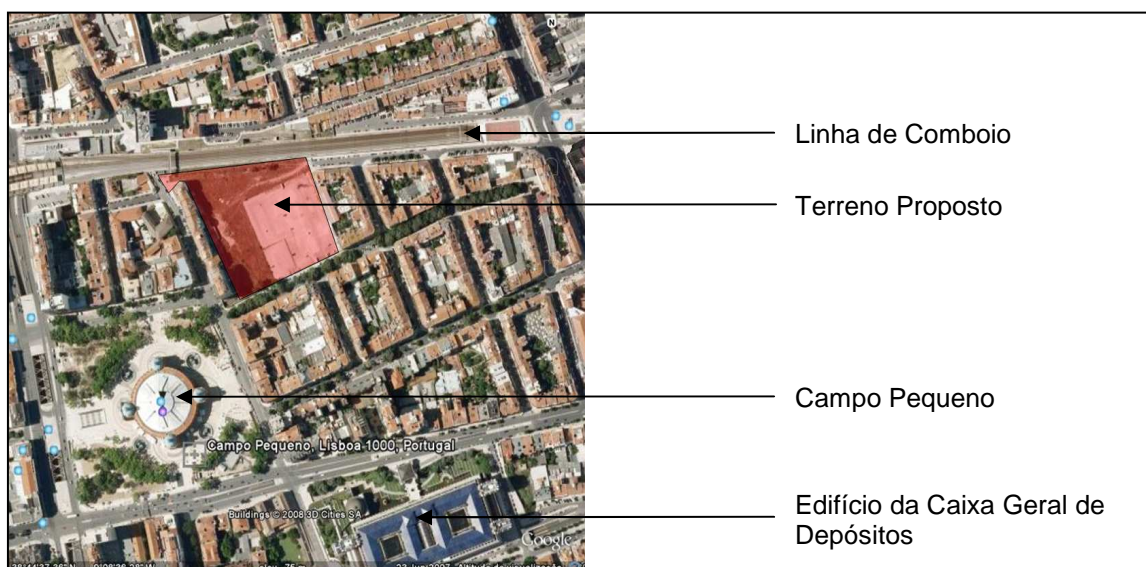 N
Linha de Comboio
Terreno Proposto
Campo Pequeno
Campo Pequeno, Lisboa 1000, Portugal
Edifício da Caixa Geral de
Depósitos
Buildings © 2008 3D Cities SA
Google